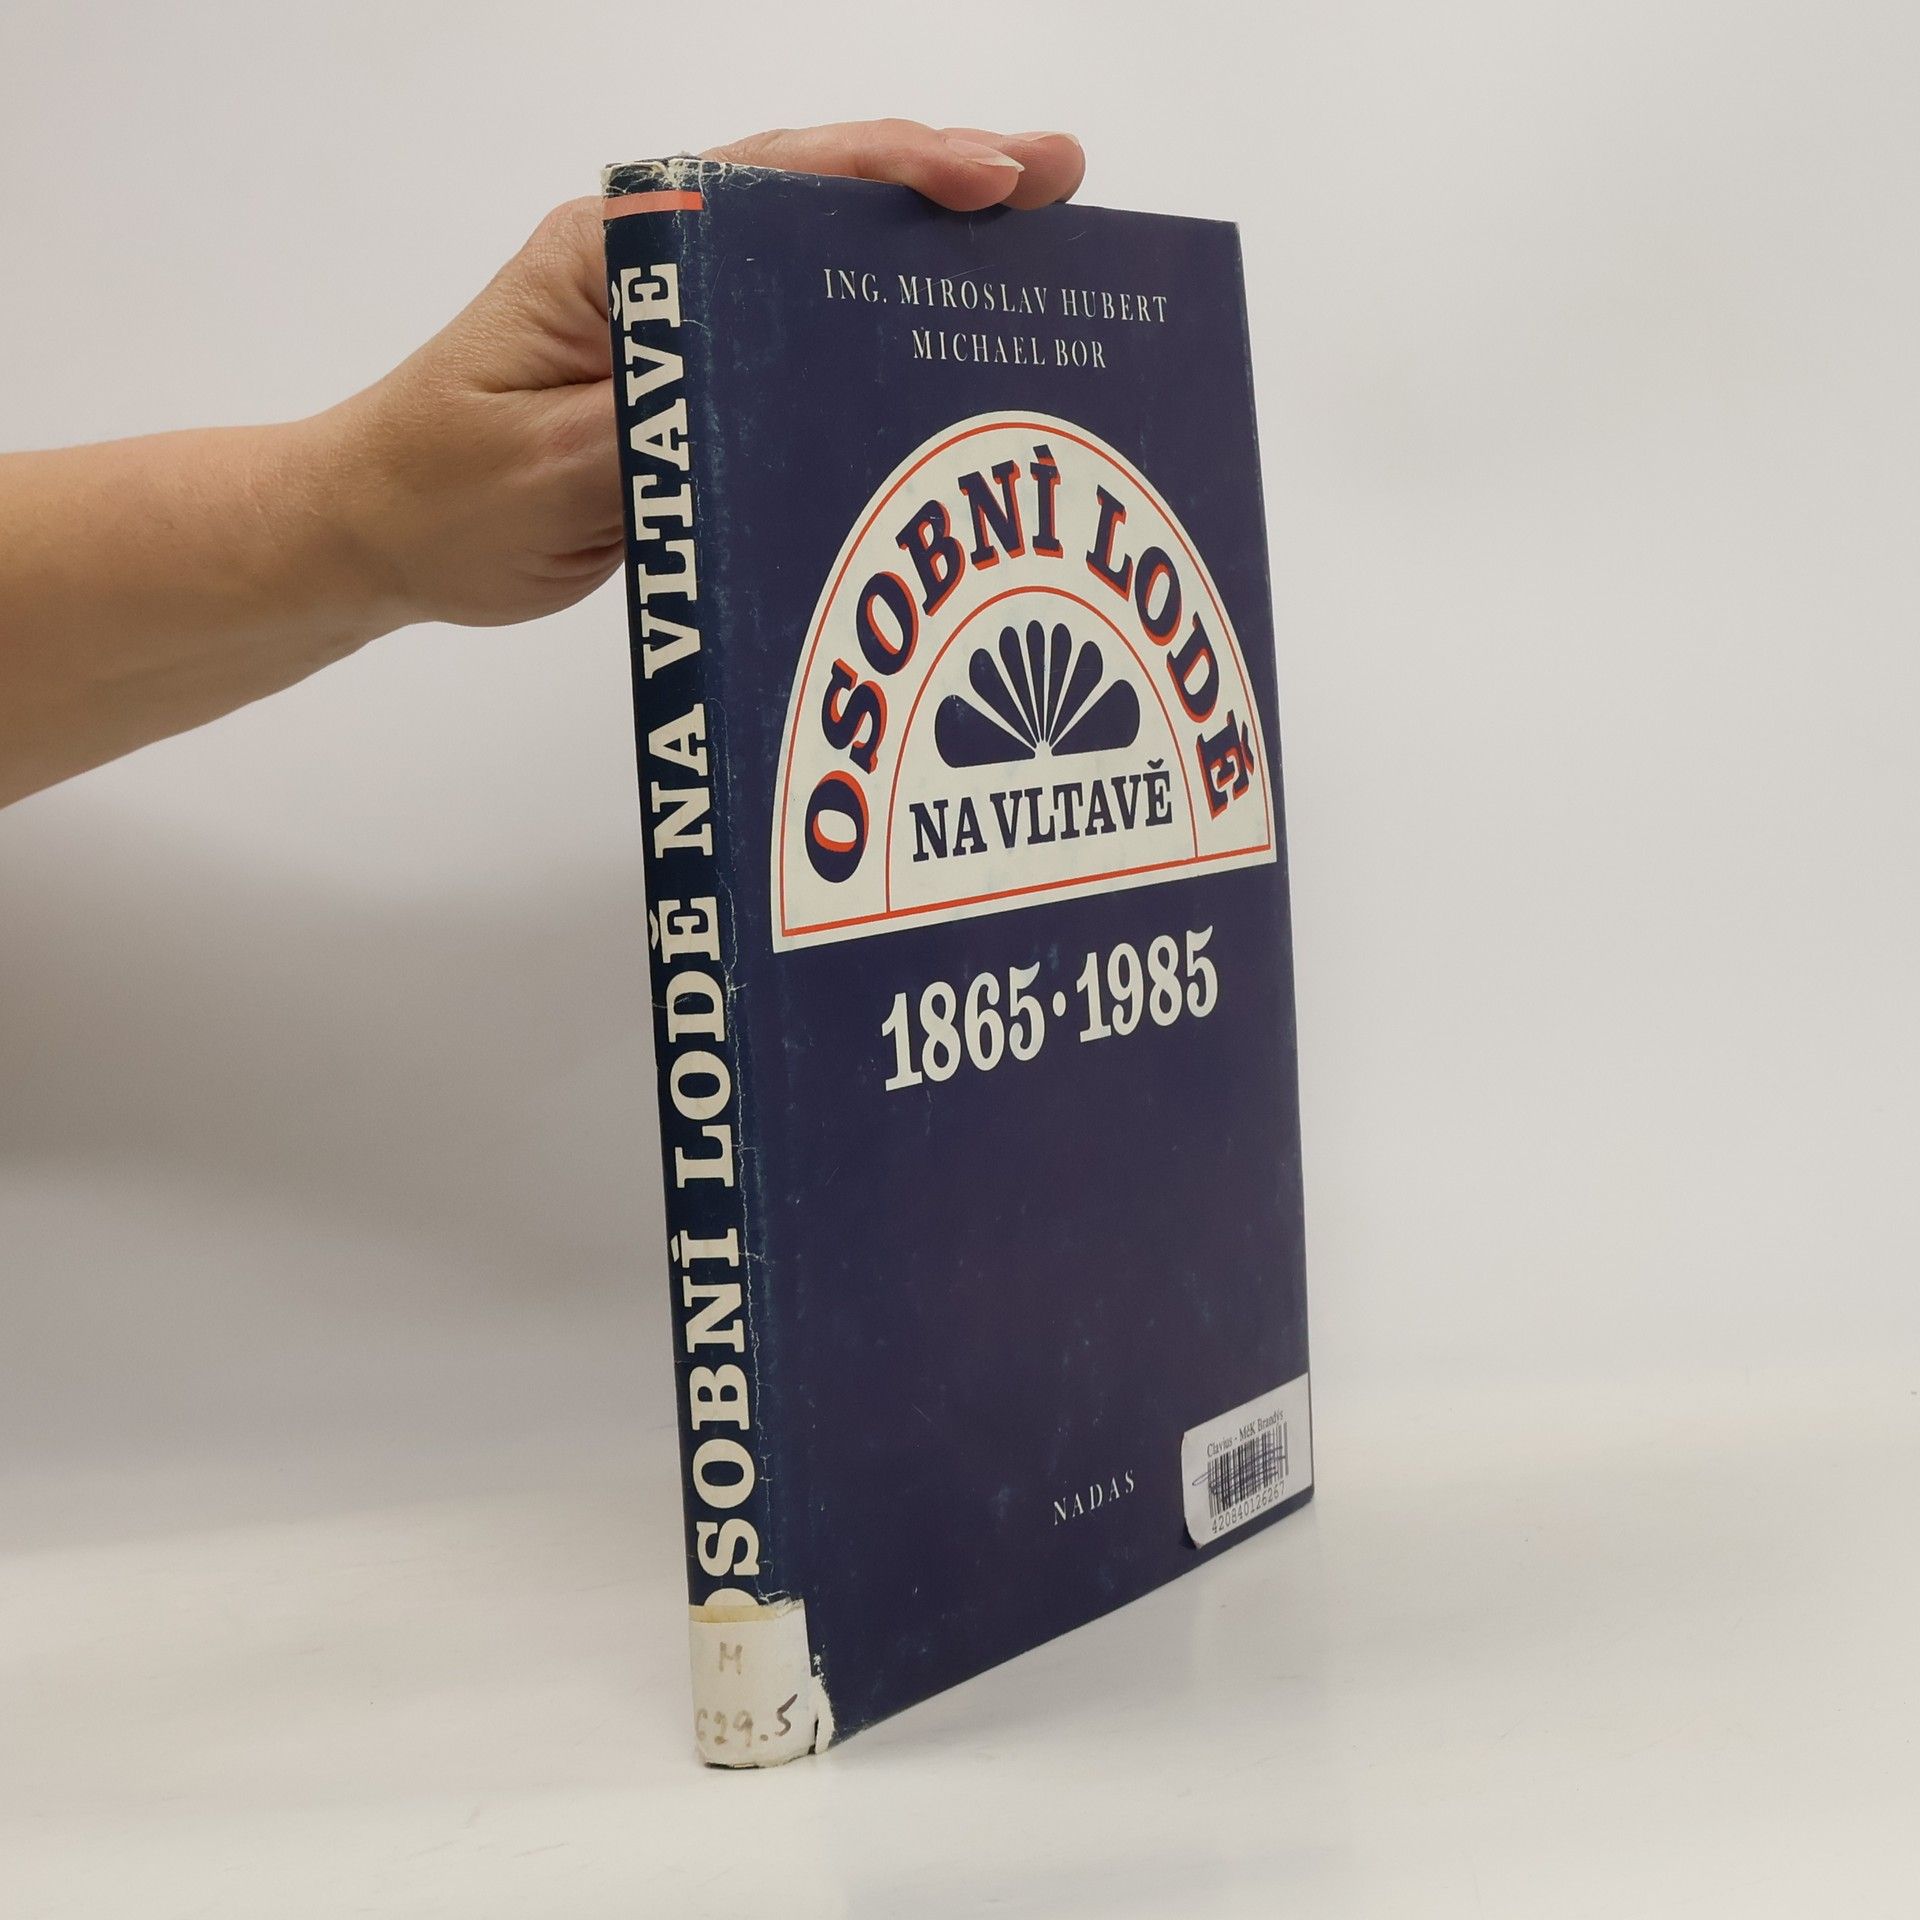 OSOBNÍ LODĚ NA VLTAVĚ
ING. MIROSLAV HUBERT
MICHAEL BOR
OSOBNÍ LODĚ
NA VLTAVĚ
1865·1985
NADAS
Clavius - MěK Brandýs
420840126267
M
629.5